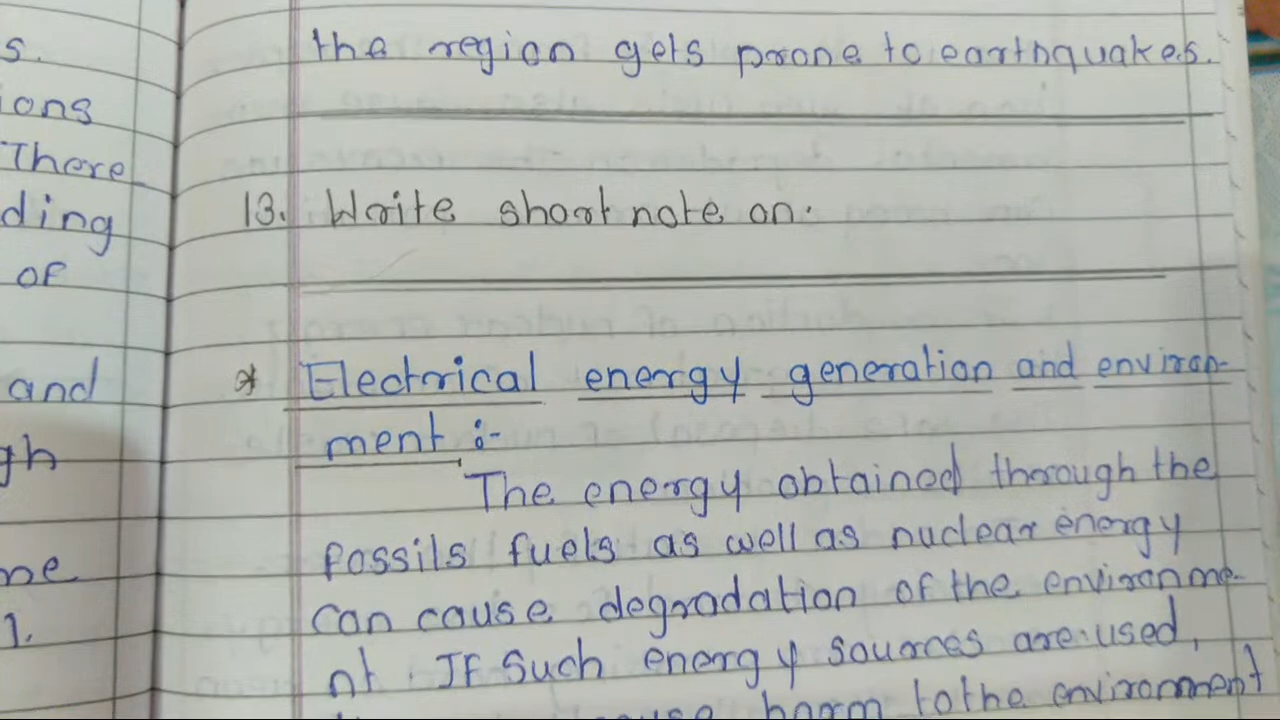 s.
ions
There
ding
of
and
gh
ne
1.
the region gets prone to earthquakes.
13. Write short note on.
* Electrical energy generation and environ-
ment :-
The energy obtained through the
fossils fuels as well as nuclear energy
can cause degradation of the environme-
nt. If such energy sources are used,
harm to the environment